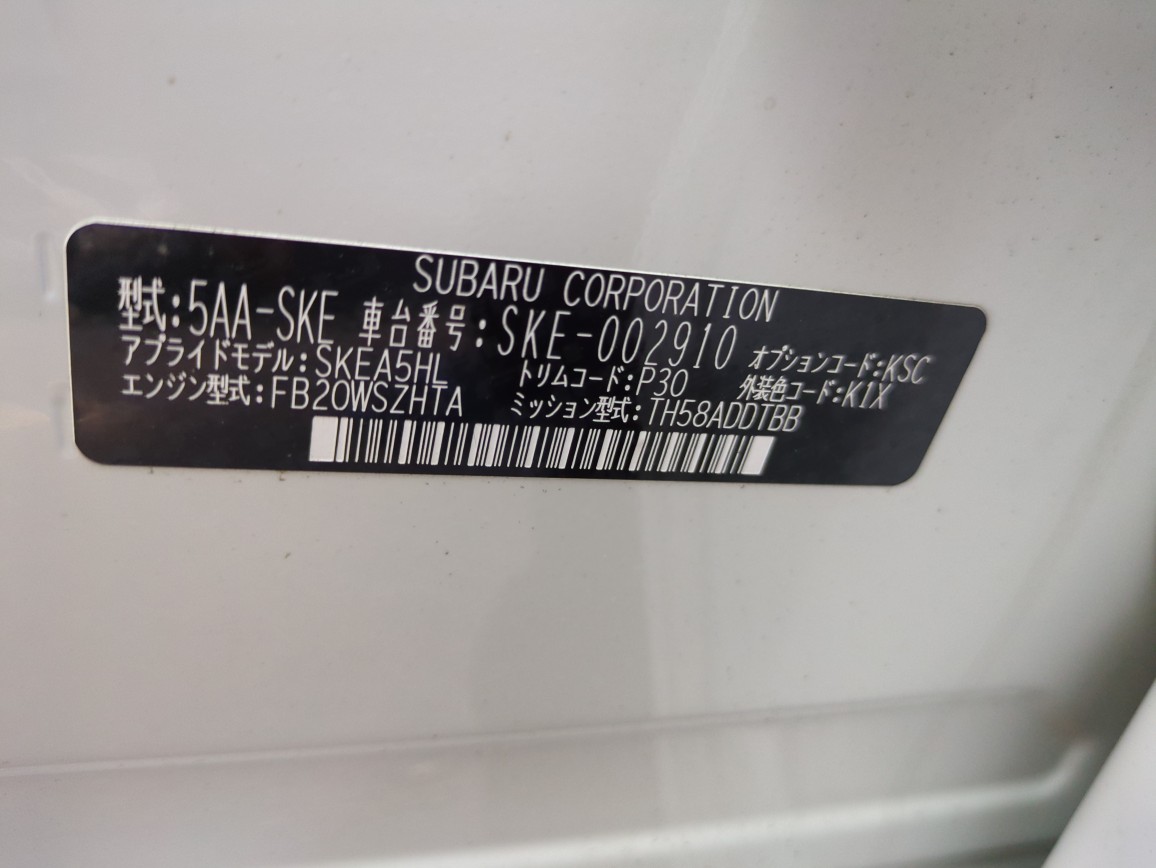 SUBARU CORPORATION
型式:5AA-SKE 車台番号:SKE-002910
アプライドモデル:SKEA5HL トリムコード:P30 オプションコード:KSC
エンジン型式:FB20WSZHTA ミッション型式:TH58ADDTBB 外装色コード:K1X